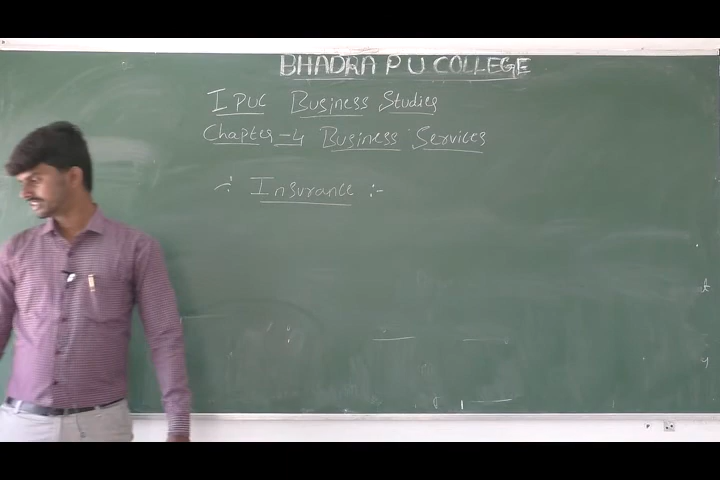 BHADRA P U COLLEGE
I PUC Business Studies
Chapter-4 Business Services
Insurance :-